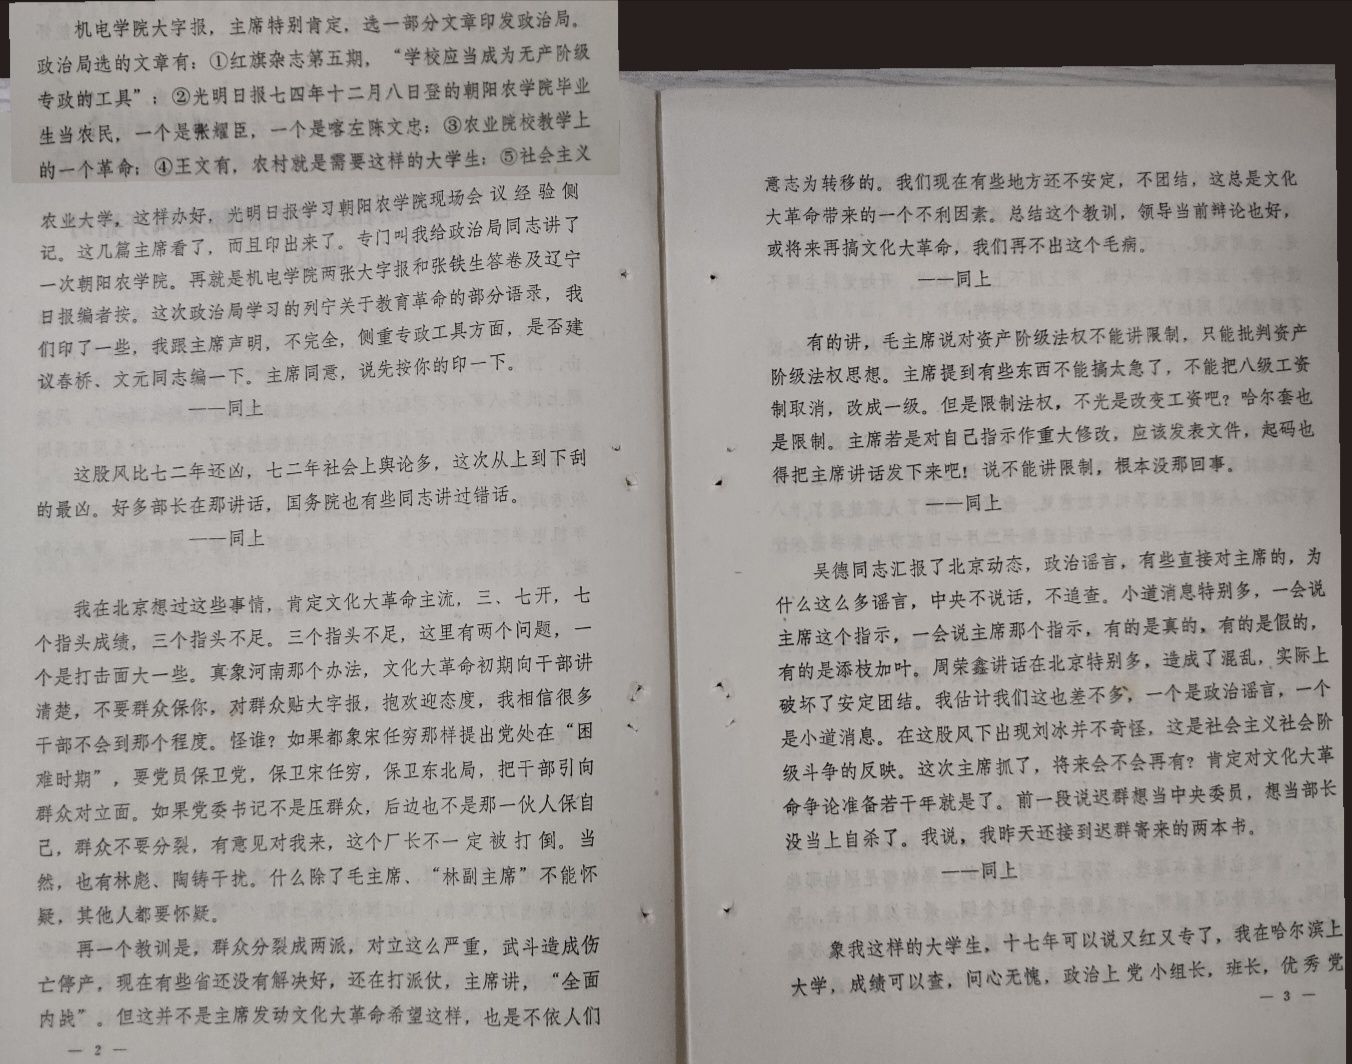 机电学院大字报，主席特别肯定，选一部分文章印发政治局。
政治局选的文章有：①红旗杂志第五期，“学校应当成为无产阶级
专政的工具”；②光明日报七四年十二月八日登的朝阳农学院毕业
生当农民，一个是张耀臣，一个是喀左陈文忠；③农业院校教学上
的一个革命；④王文有，农村就是需要这样的大学生；⑤社会主义
农业大学，这样办好，光明日报学习朝阳农学院现场会议经验侧
记。这几篇主席看了，而且印出来了。专门叫我给政治局同志讲了
一次朝阳农学院。再就是机电学院两张大字报和张铁生答卷及辽宁
日报编者按。这次政治局学习的列宁关于教育革命的部分语录，我
们印了一些，我跟主席声明，不完全，侧重专政工具方面，是否建
议春桥、文元同志编一下。主席同意，说先按你的印一下。
——同上
这股风比七二年还凶，七二年社会上舆论多，这次从上到下刮
的最凶。好多部长在那讲话，国务院也有些同志讲过错话。
——同上
我在北京想过这些事情，肯定文化大革命主流，三、七开，七
个指头成绩，三个指头不足。三个指头不足，这里有两个问题，一
个是打击面大一些。真象河南那个办法，文化大革命初期向干部讲
清楚，不要群众保你，对群众贴大字报，抱欢迎态度，我相信很多
干部不会到那个程度。怪谁？如果都象宋任穷那样提出党处在“困
难时期”，要党员保卫党，保卫宋任穷，保卫东北局，把干部引向
群众对立面。如果党委书记不是压群众，后边也不是那一伙人保自
己，群众不要分裂，有意见对我来，这个厂长不一定被打倒。当
然，也有林彪、陶铸干扰。什么除了毛主席、“林副主席”不能怀
疑，其他人都要怀疑。
再一个教训是，群众分裂成两派，对立这么严重，武斗造成伤
亡停产，现在有些省还没有解决好，还在打派仗，主席讲，“全面
内战”。但这并不是主席发动文化大革命希望这样，也是不依人们
— 2 —
意志为转移的。我们现在有些地方还不安定，不团结，这总是文化
大革命带来的一个不利因素。总结这个教训，领导当前辩论也好，
或将来再搞文化大革命，我们再不出这个毛病。
——同上
有的讲，毛主席说对资产阶级法权不能讲限制，只能批判资产
阶级法权思想。主席提到有些东西不能搞太急了，不能把八级工资
制取消，改成一级。但是限制法权，不光是改变工资吧？哈尔套也
是限制。主席若是对自己指示作重大修改，应该发表文件，起码也
得把主席讲话发下来吧！说不能讲限制，根本没那回事。
——同上
吴德同志汇报了北京动态，政治谣言，有些直接对主席的，为
什么这么多谣言，中央不说话，不追查。小道消息特别多，一会说
主席这个指示，一会说主席那个指示，有的是真的，有的是假的，
有的是添枝加叶。周荣鑫讲话在北京特别多，造成了混乱，实际上
破坏了安定团结。我估计我们这也差不多，一个是政治谣言，一个
是小道消息。在这股风下出现刘冰并不奇怪，这是社会主义社会阶
级斗争的反映。这次主席抓了，将来会不会再有？肯定对文化大革
命争论准备若干年就是了。前一段说迟群想当中央委员，想当部长
没当上自杀了。我说，我昨天还接到迟群寄来的两本书。
——同上
象我这样的大学生，十七年可以说又红又专了，我在哈尔滨上
大学，成绩可以查，问心无愧，政治上党小组长，班长，优秀党
— 3 —